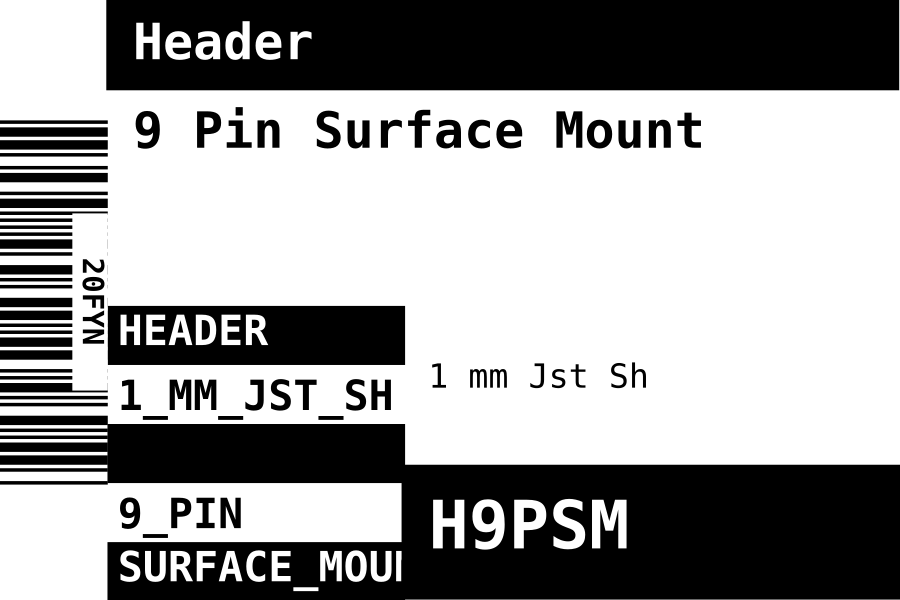 Header
9 Pin Surface Mount
20FYN
HEADER
1_MM_JST_SH
1 mm Jst Sh
9_PIN
H9PSM
SURFACE_MOU